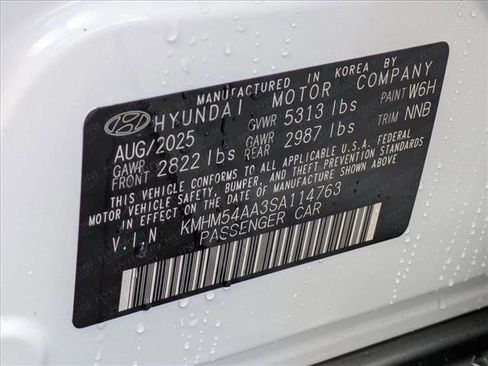 MANUFACTURED IN KOREA BY
HYUNDAI MOTOR COMPANY
AUG/2025 GVWR 5313 lbs PAINT W6H
GAWR FRONT 2822 lbs GAWR REAR 2987 lbs TRIM NNB
THIS VEHICLE CONFORMS TO ALL APPLICABLE U.S.A. FEDERAL
MOTOR VEHICLE SAFETY, BUMPER, AND THEFT PREVENTION STANDARDS
IN EFFECT ON THE DATE OF MANUFACTURE SHOWN ABOVE.
V.I.N KMHM54AA3SA114763
PASSENGER CAR